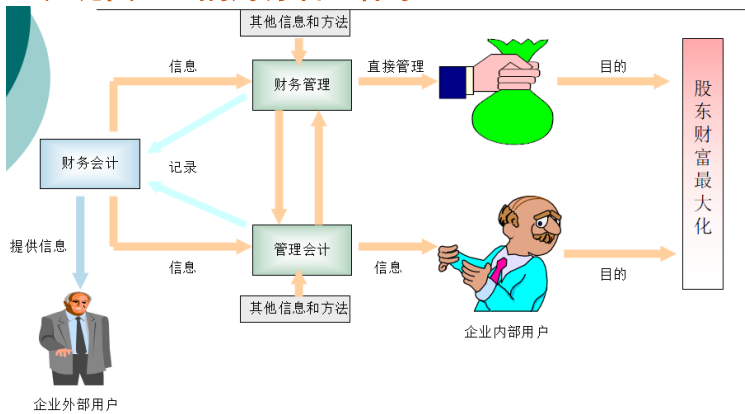 其他信息和方法
信息
财务管理
直接管理
目的
股东财富最大化
财务会计
记录
提供信息
信息
管理会计
信息
目的
其他信息和方法
企业内部用户
企业外部用户